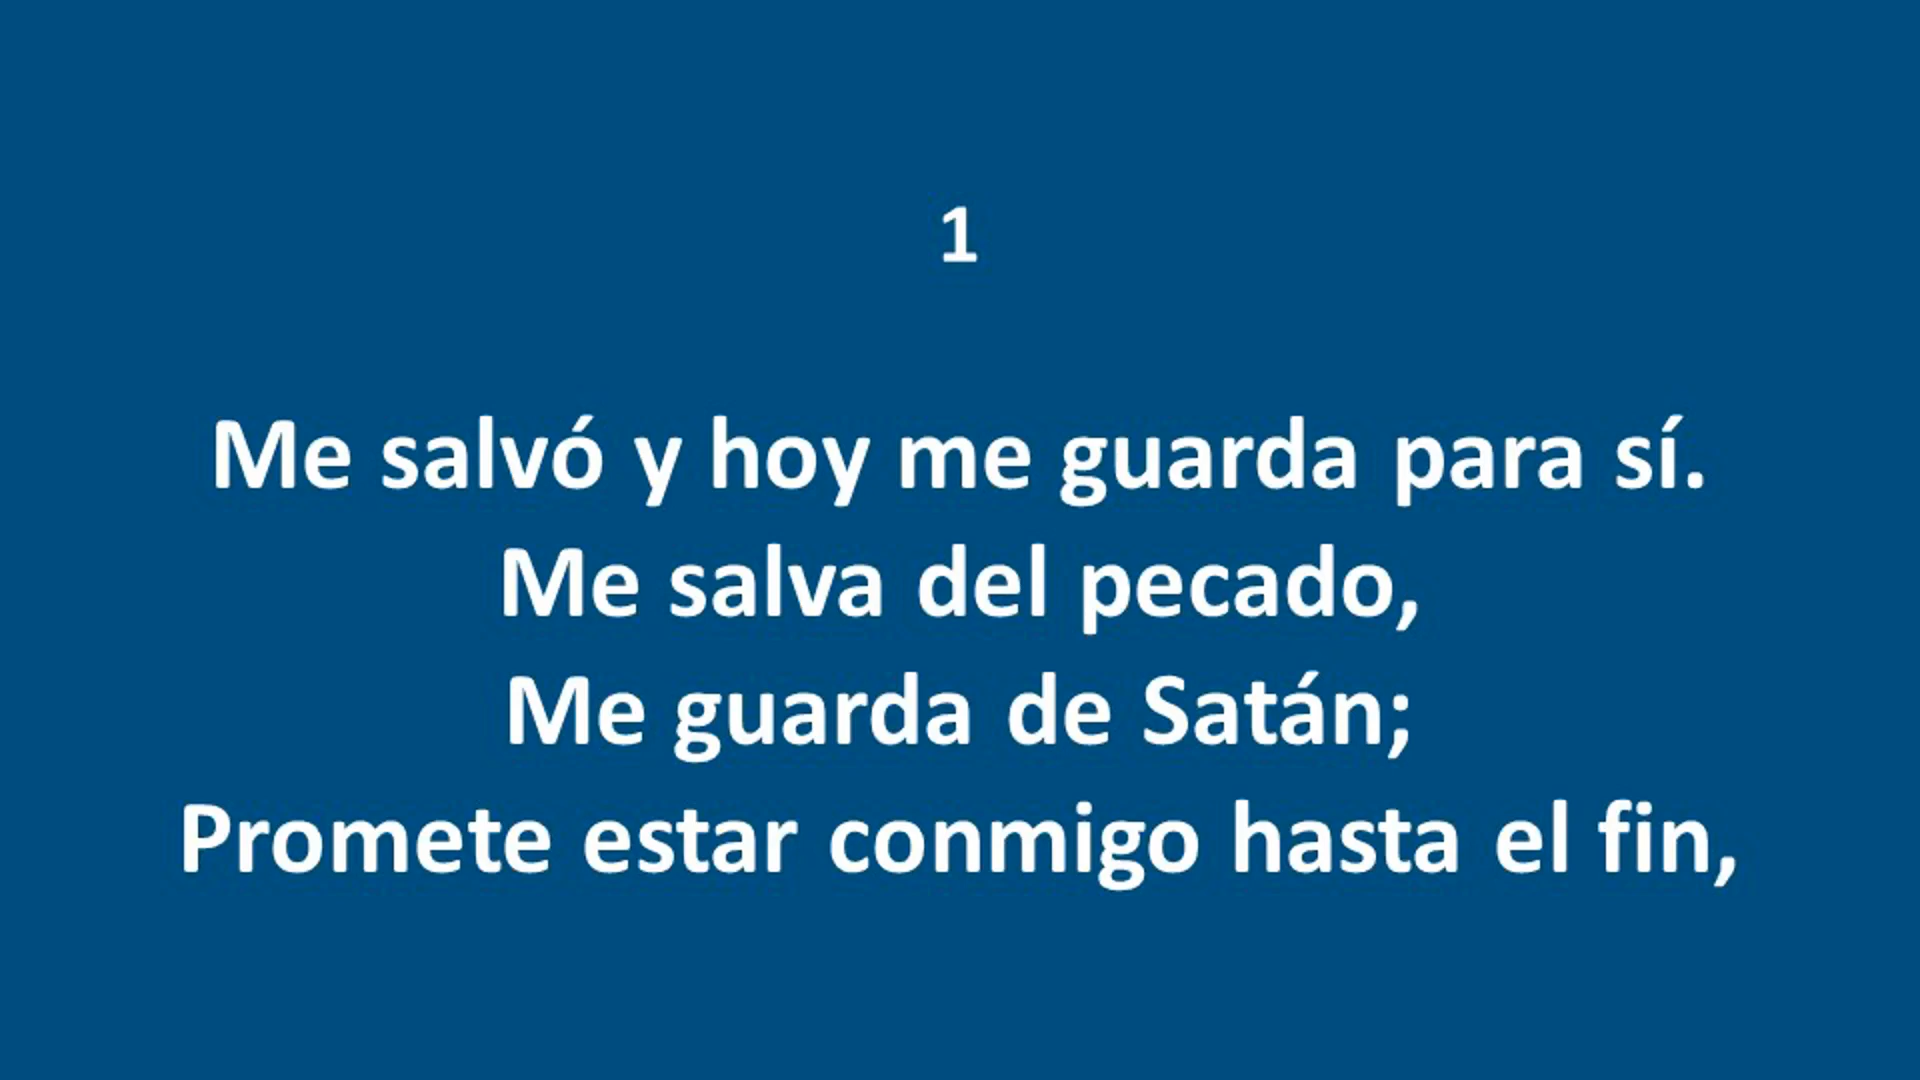 1
Me salvó y hoy me guarda para sí.
Me salva del pecado,
Me guarda de Satán;
Promete estar conmigo hasta el fin,